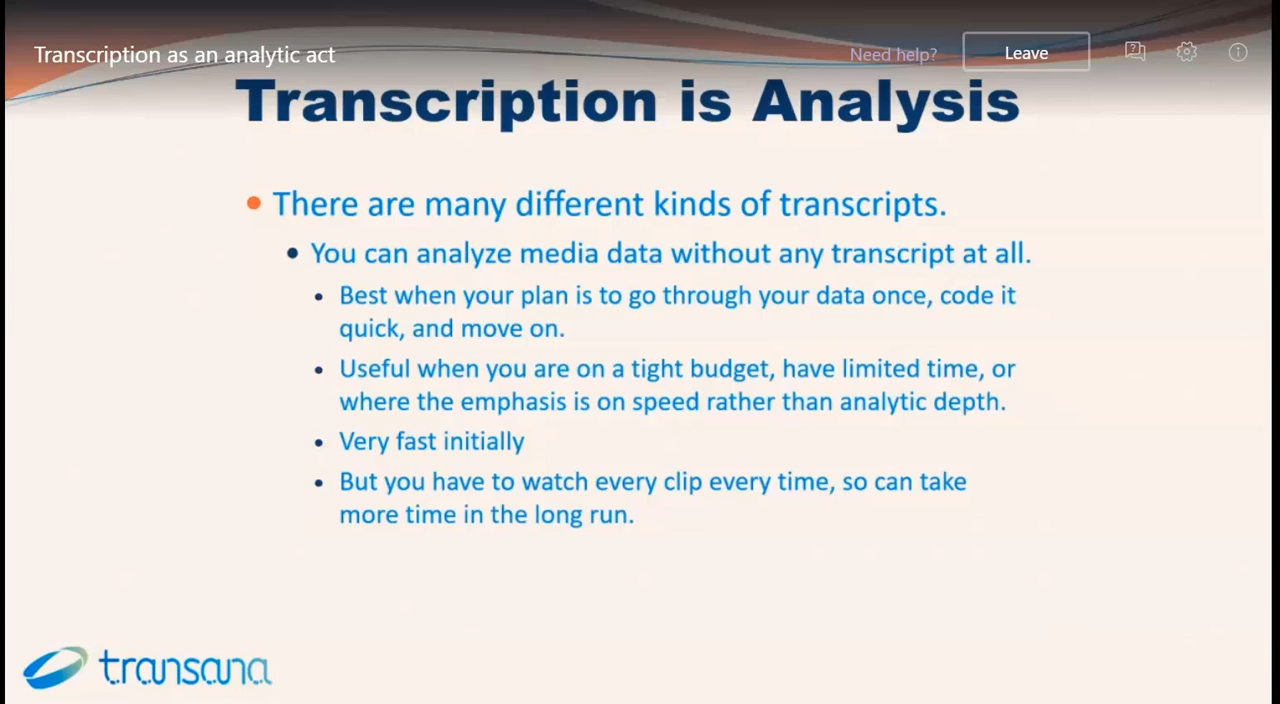 Transcription as an analytic act
Need help?
Leave
Transcription is Analysis
There are many different kinds of transcripts.
You can analyze media data without any transcript at all.
Best when your plan is to go through your data once, code it
quick, and move on.
Useful when you are on a tight budget, have limited time, or
where the emphasis is on speed rather than analytic depth.
Very fast initially
But you have to watch every clip every time, so can take
more time in the long run.
transana